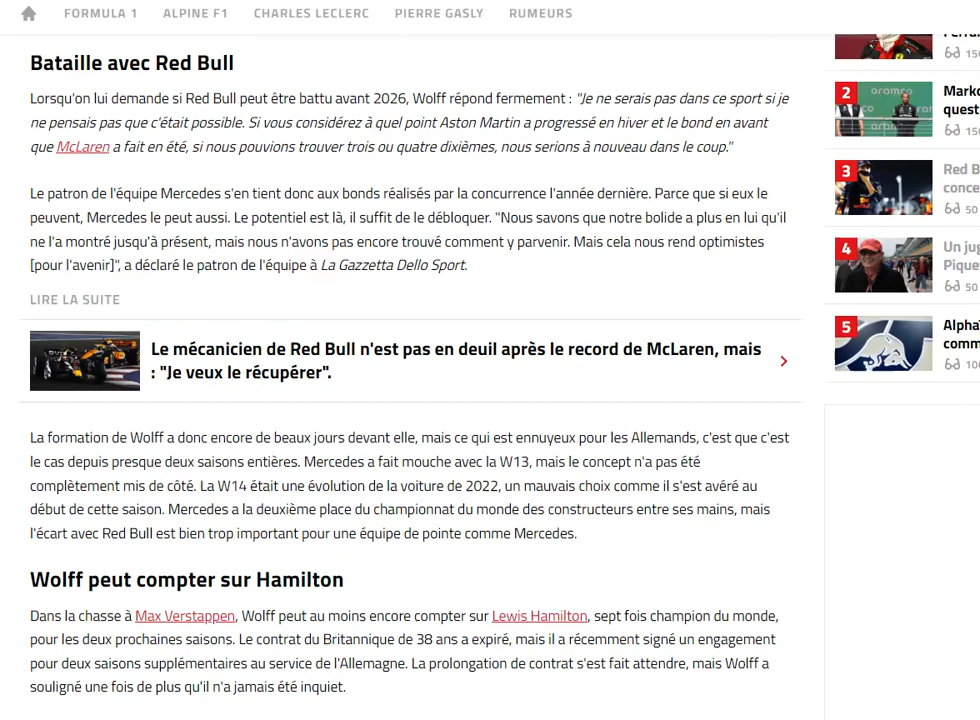 FORMULA 1 ALPINE F1 CHARLES LECLERC PIERRE GASLY RUMEURS
Bataille avec Red Bull
Lorsqu'on lui demande si Red Bull peut être battu avant 2026, Wolff répond fermement : "Je ne serais pas dans ce sport si je
ne pensais pas que c'était possible. Si vous considérez à quel point Aston Martin a progressé en hiver et le bond en avant
que McLaren a fait en été, si nous pouvions trouver trois ou quatre dixièmes, nous serions à nouveau dans le coup."
Le patron de l'équipe Mercedes s'en tient donc aux bonds réalisés par la concurrence l'année dernière. Parce que si eux le
peuvent, Mercedes le peut aussi. Le potentiel est là, il suffit de le débloquer. "Nous savons que notre bolide a plus en lui qu'il
ne l'a montré jusqu'à présent, mais nous n'avons pas encore trouvé comment y parvenir. Mais cela nous rend optimistes
[pour l'avenir]", a déclaré le patron de l'équipe à La Gazzetta Dello Sport.
LIRE LA SUITE
Le mécanicien de Red Bull n'est pas en deuil après le record de McLaren, mais
: "Je veux le récupérer".
La formation de Wolff a donc encore de beaux jours devant elle, mais ce qui est ennuyeux pour les Allemands, c'est que c'est
le cas depuis presque deux saisons entières. Mercedes a fait mouche avec la W13, mais le concept n'a pas été
complètement mis de côté. La W14 était une évolution de la voiture de 2022, un mauvais choix comme il s'est avéré au
début de cette saison. Mercedes a la deuxième place du championnat du monde des constructeurs entre ses mains, mais
l'écart avec Red Bull est bien trop important pour une équipe de pointe comme Mercedes.
Wolff peut compter sur Hamilton
Dans la chasse à Max Verstappen, Wolff peut au moins encore compter sur Lewis Hamilton, sept fois champion du monde,
pour les deux prochaines saisons. Le contrat du Britannique de 38 ans a expiré, mais il a récemment signé un engagement
pour deux saisons supplémentaires au service de l'Allemagne. La prolongation de contrat s'est fait attendre, mais Wolff a
souligné une fois de plus qu'il n'a jamais été inquiet.
2
aramco
3
Red B
50
4
Un jug
Pique
50
5